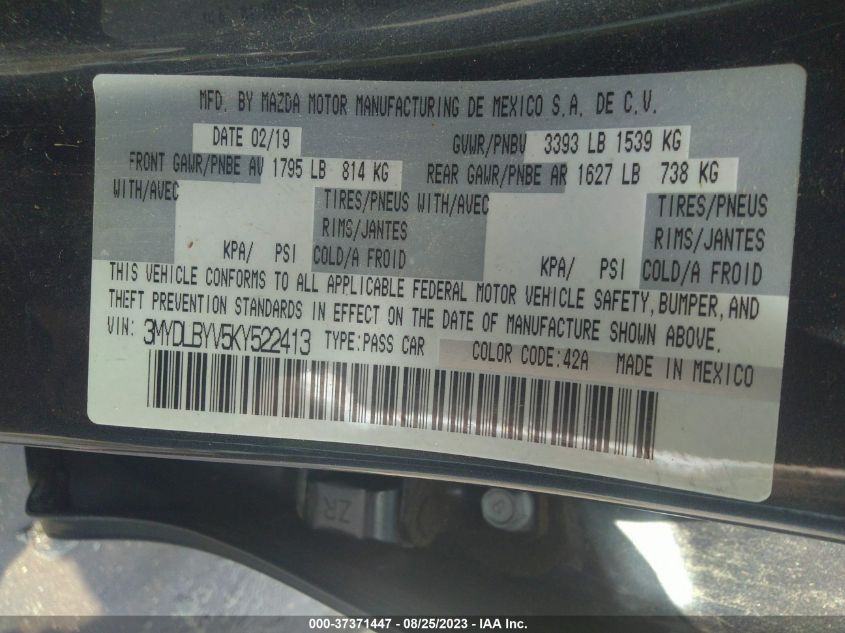 MFD. BY MAZDA MOTOR MANUFACTURING DE MEXICO S.A. DE C.V.
DATE 02/19 GVWR/PNBV 3393 LB 1539 KG
FRONT GAWR/PNBE AV 1795 LB 814 KG REAR GAWR/PNBE AR 1627 LB 738 KG
WITH/AVEC TIRES/PNEUS WITH/AVEC TIRES/PNEUS
RIMS/JANTES RIMS/JANTES
KPA/ PSI COLD/A FROID KPA/ PSI COLD/A FROID
THIS VEHICLE CONFORMS TO ALL APPLICABLE FEDERAL MOTOR VEHICLE SAFETY, BUMPER, AND
THEFT PREVENTION STANDARDS IN EFFECT ON THE DATE OF MANUFACTURE SHOWN ABOVE.
VIN: 3MYDLBYV5KY522413 TYPE:PASS CAR COLOR CODE:42A MADE IN MEXICO
ZR
000-37371447 - 08/25/2023 - IAA Inc.